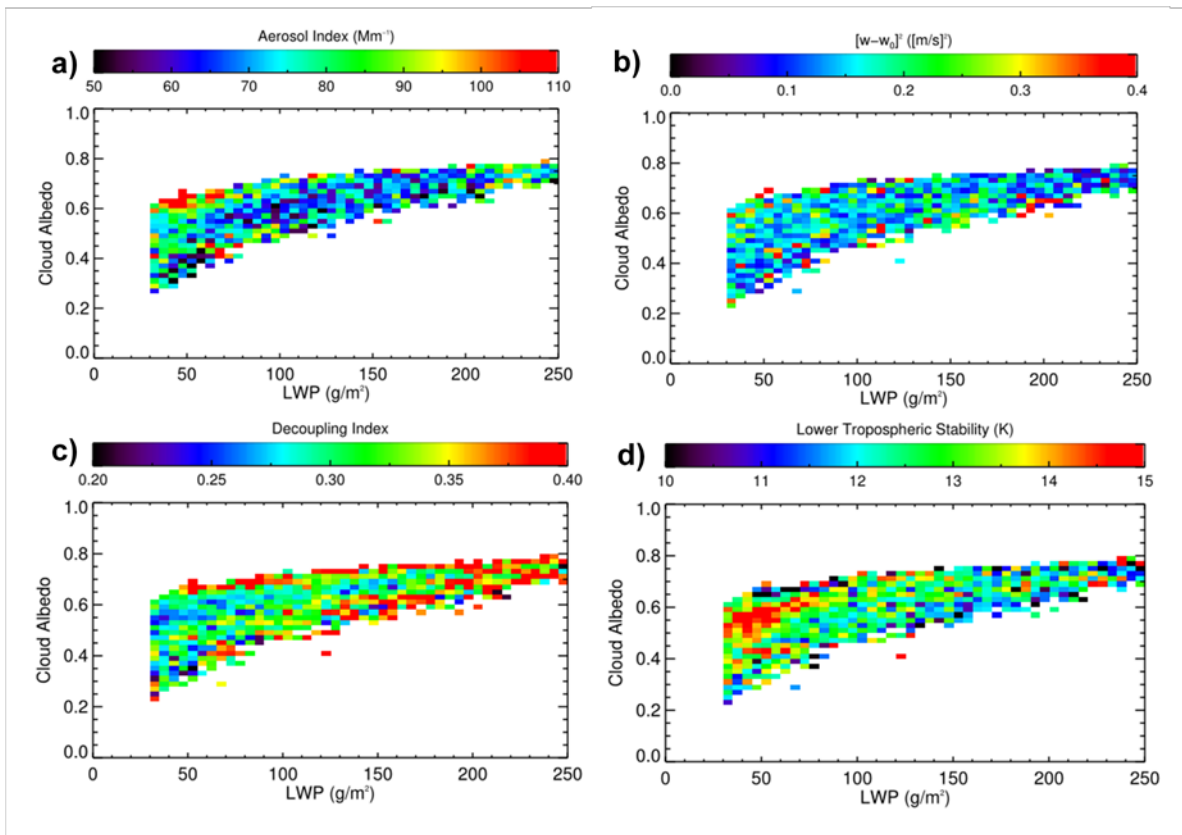 a)
Aerosol Index (Mm⁻¹)
50 60 70 80 90 100 110
1.0
0.8
0.6
0.4
0.2
0.0
Cloud Albedo
0 50 100 150 200 250
LWP (g/m²)
b)
[w−w₀]² ([m/s]²)
0.0 0.1 0.2 0.3 0.4
1.0
0.8
0.6
0.4
0.2
0.0
Cloud Albedo
0 50 100 150 200 250
LWP (g/m²)
c)
Decoupling Index
0.20 0.25 0.30 0.35 0.40
1.0
0.8
0.6
0.4
0.2
0.0
Cloud Albedo
0 50 100 150 200 250
LWP (g/m²)
d)
Lower Tropospheric Stability (K)
10 11 12 13 14 15
1.0
0.8
0.6
0.4
0.2
0.0
Cloud Albedo
0 50 100 150 200 250
LWP (g/m²)